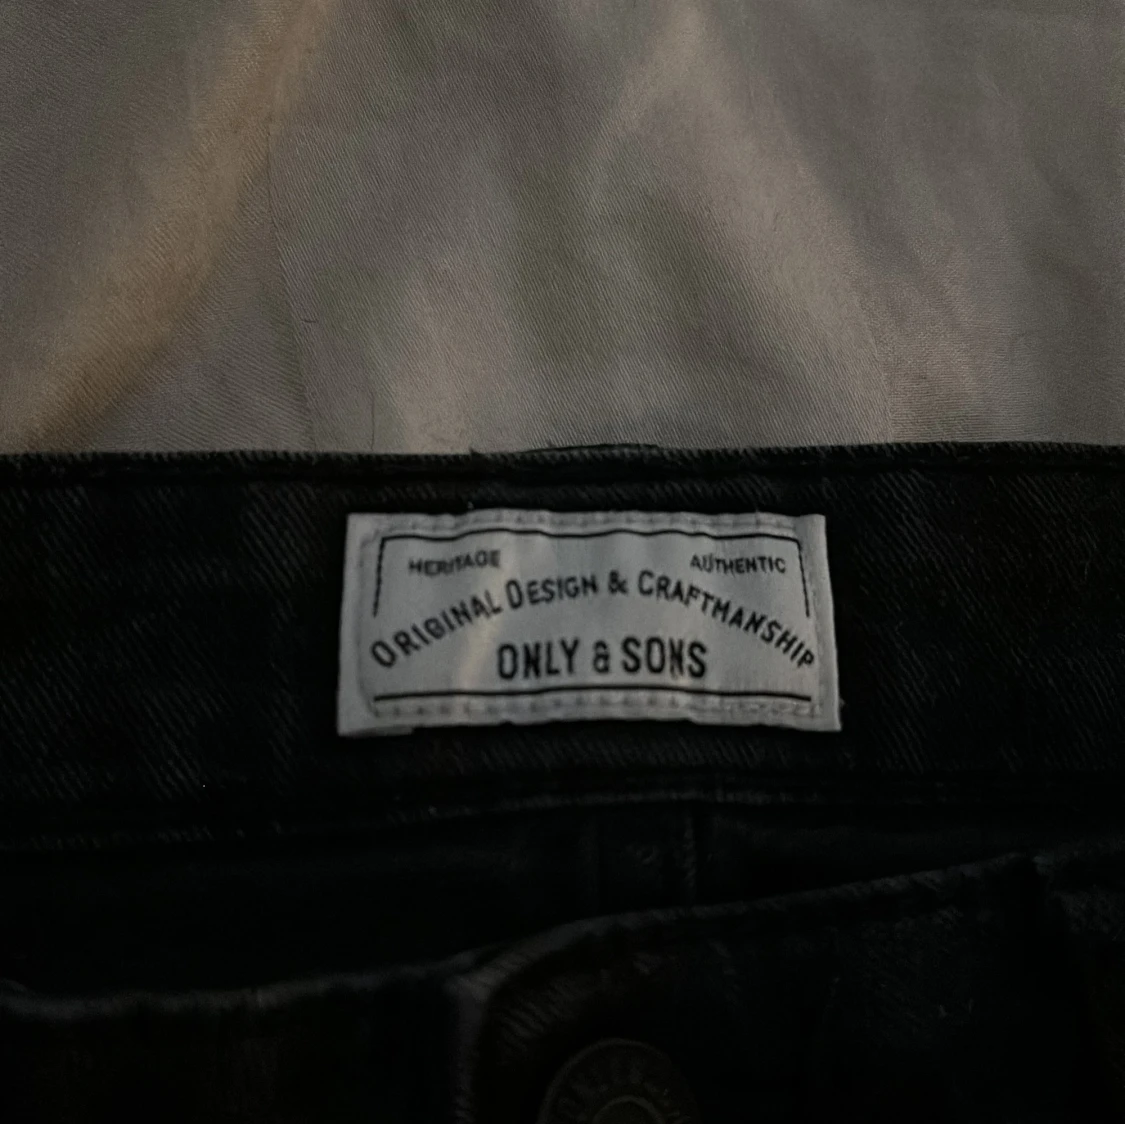 HERITAGE AUTHENTIC
ORIGINAL DESIGN & CRAFTMANSHIP
ONLY & SONS